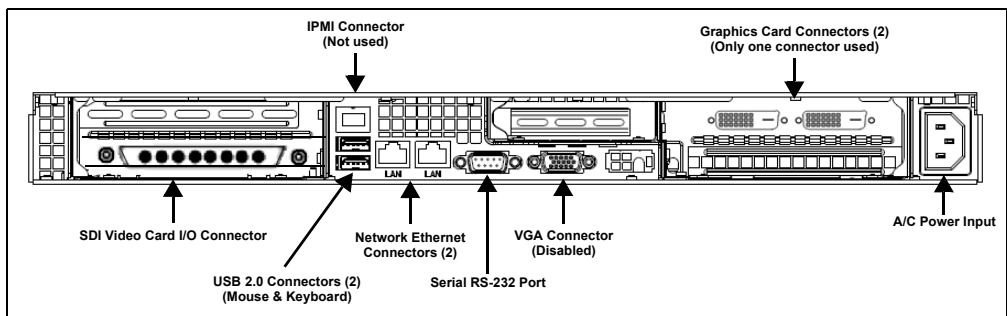 IPMI Connector
(Not used)
Graphics Card Connectors (2)
(Only one connector used)
LAN
LAN
SDI Video Card I/O Connector
Network Ethernet
Connectors (2)
VGA Connector
(Disabled)
A/C Power Input
USB 2.0 Connectors (2)
(Mouse & Keyboard)
Serial RS-232 Port